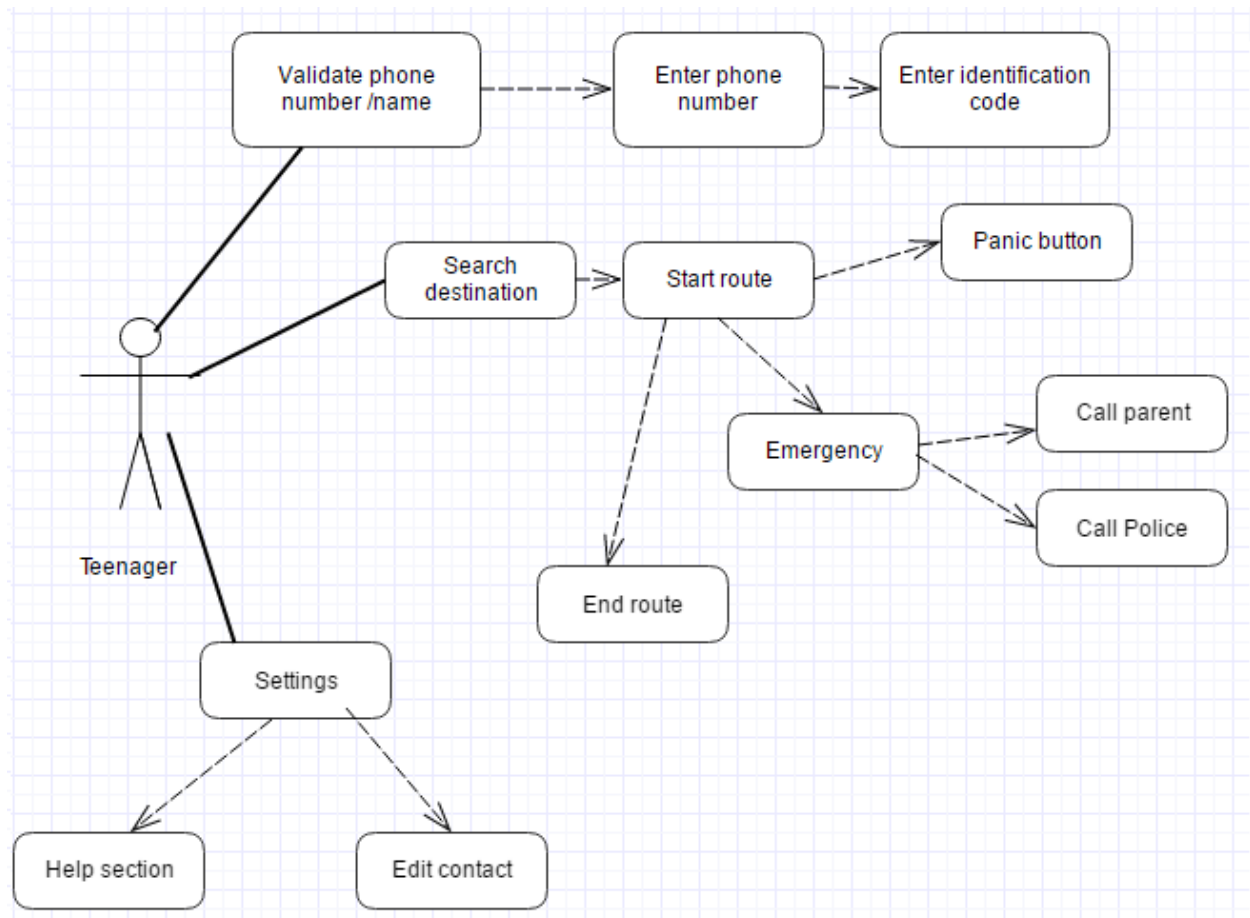 Validate phone
number /name
Enter phone
number
Enter identification
code
Panic button
Search
destination
Start route
Call parent
Emergency
Call Police
Teenager
End route
Settings
Help section
Edit contact